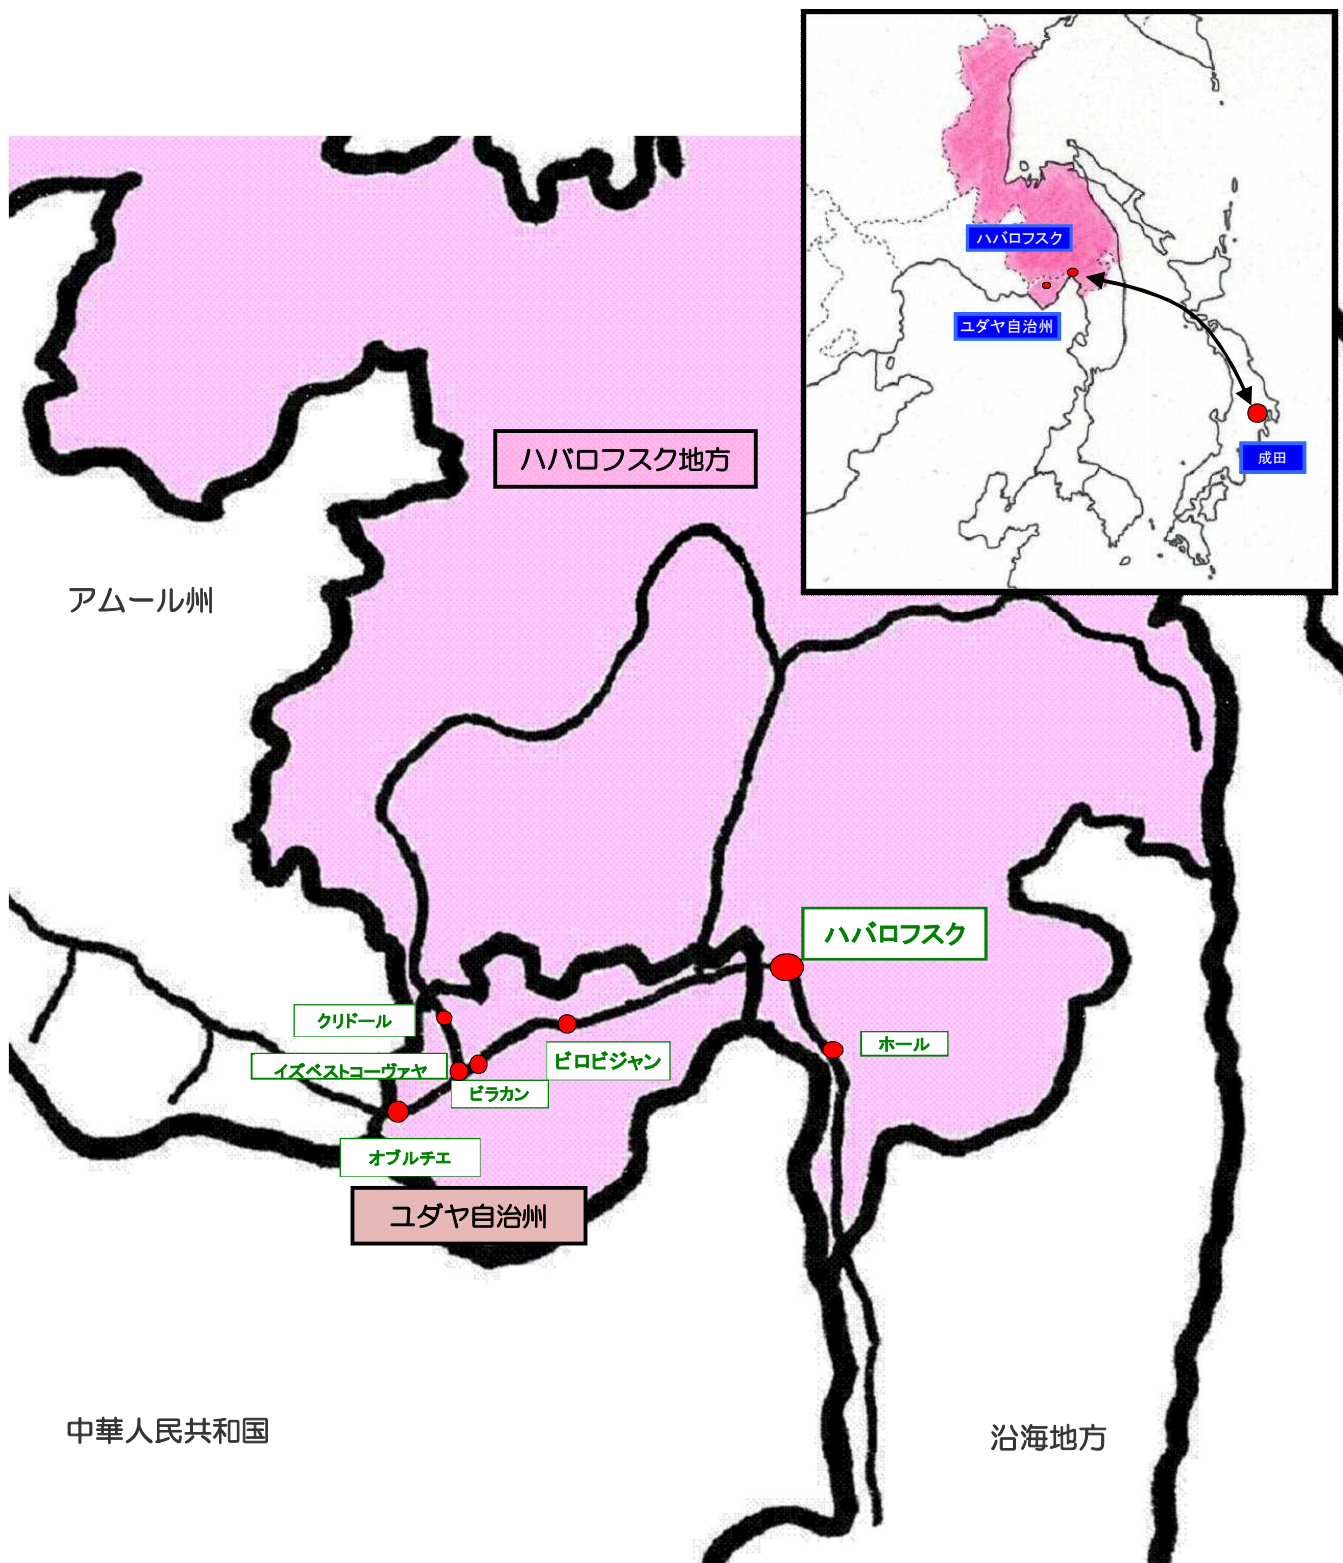 ハバロフスク
ユダヤ自治州
成田
ハバロフスク地方
アムール州
ハバロフスク
クリドール
ホール
イズベストコーヴァヤ
ビロビジャン
ビラカン
オブルチエ
ユダヤ自治州
中華人民共和国
沿海地方